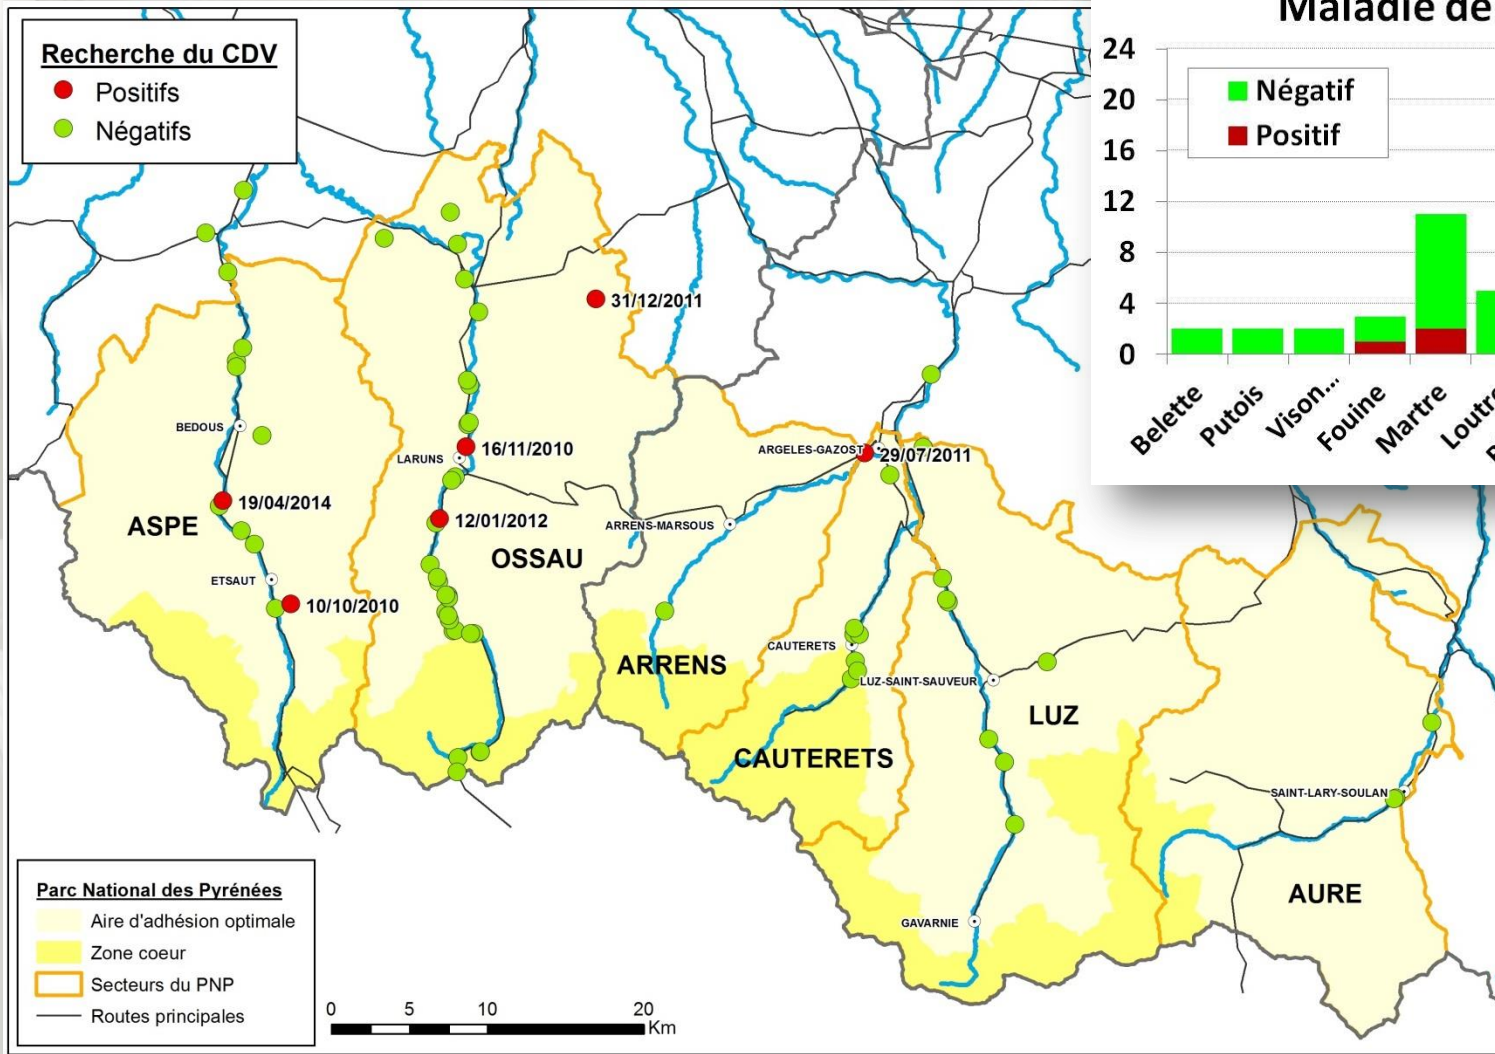 Recherche du CDV
Positifs
Négatifs
Maladie de
24
20
16
12
8
4
0
Négatif
Positif
Belette
Putois
Vison...
Fouine
Martre
31/12/2011
BEDOUS
LARUNS
16/11/2010
ARGELES-GAZOST
29/07/2011
19/04/2014
ASPE
12/01/2012
ARRENS-MARSOUS
OSSAU
ETSAUT
10/10/2010
CAUTERETS
ARRENS
LUZ-SAINT-SAUVEUR
LUZ
CAUTERETS
SAINT-LARY-SOULAN
AURE
GAVARNIE
Parc National des Pyrénées
Aire d'adhésion optimale
Zone coeur
Secteurs du PNP
Routes principales
0 5 10 20
Km